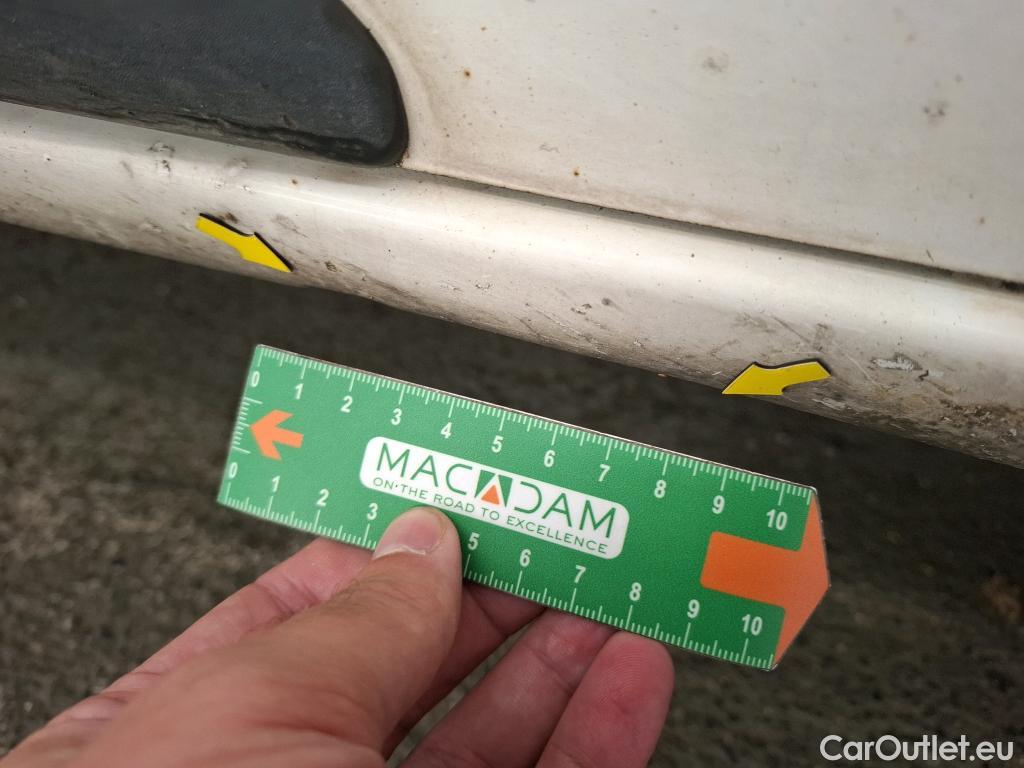 0 1 2 3 4 5 6 7 8 9 10
MACADAM
ON THE ROAD TO EXCELLENCE
0 1 2 3 5 6 7 8 9 10
CarOutlet.eu